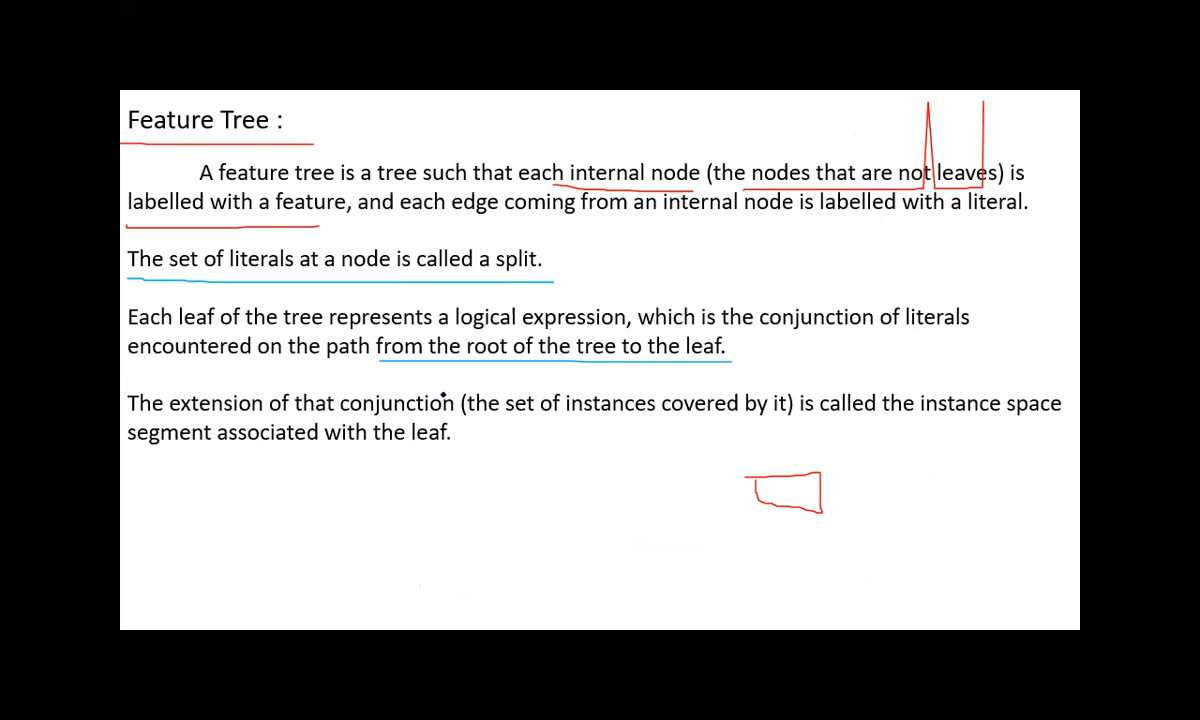 Feature Tree :
A feature tree is a tree such that each internal node (the nodes that are not leaves) is
labelled with a feature, and each edge coming from an internal node is labelled with a literal.
The set of literals at a node is called a split.
Each leaf of the tree represents a logical expression, which is the conjunction of literals
encountered on the path from the root of the tree to the leaf.
The extension of that conjunction (the set of instances covered by it) is called the instance space
segment associated with the leaf.